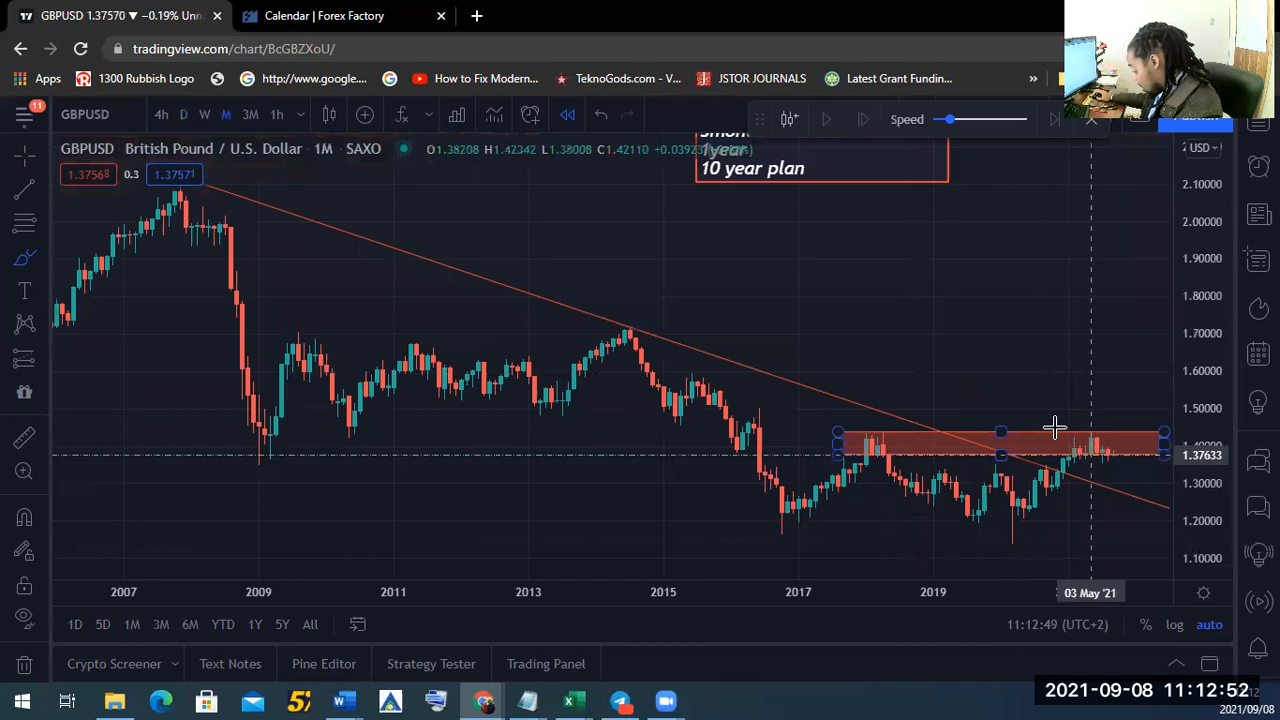 GBPUSD 1.37570 ▼ −0.19% Un
Calendar | Forex Factory
tradingview.com/chart/BcGBZXoU/
Apps
1300 Rubbish Logo
http://www.google....
How to Fix Modern...
TeknoGods.com - V...
JSTOR JOURNALS
Latest Grant Fundin...
»
11
GBPUSD
4h D W M 3M 1h
Speed
Publish
3mon
1year
10 year plan
GBPUSD British Pound / U.S. Dollar 1M SAXO
O1.38208 H1.42342 L1.38008 C1.42110
1.37568
0.3
1.37571
USD
2.10000
2.00000
1.90000
1.80000
1.70000
1.60000
1.50000
1.40000
1.37633
1.30000
1.20000
1.10000
2007 2009 2011 2013 2015 2017 2019
03 May '21
1D 5D 1M 3M 6M YTD 1Y 5Y All
11:12:49 (UTC+2)
% log auto
Crypto Screener
Text Notes
Pine Editor
Strategy Tester
Trading Panel
2021-09-08 11:12:52
2021/09/08